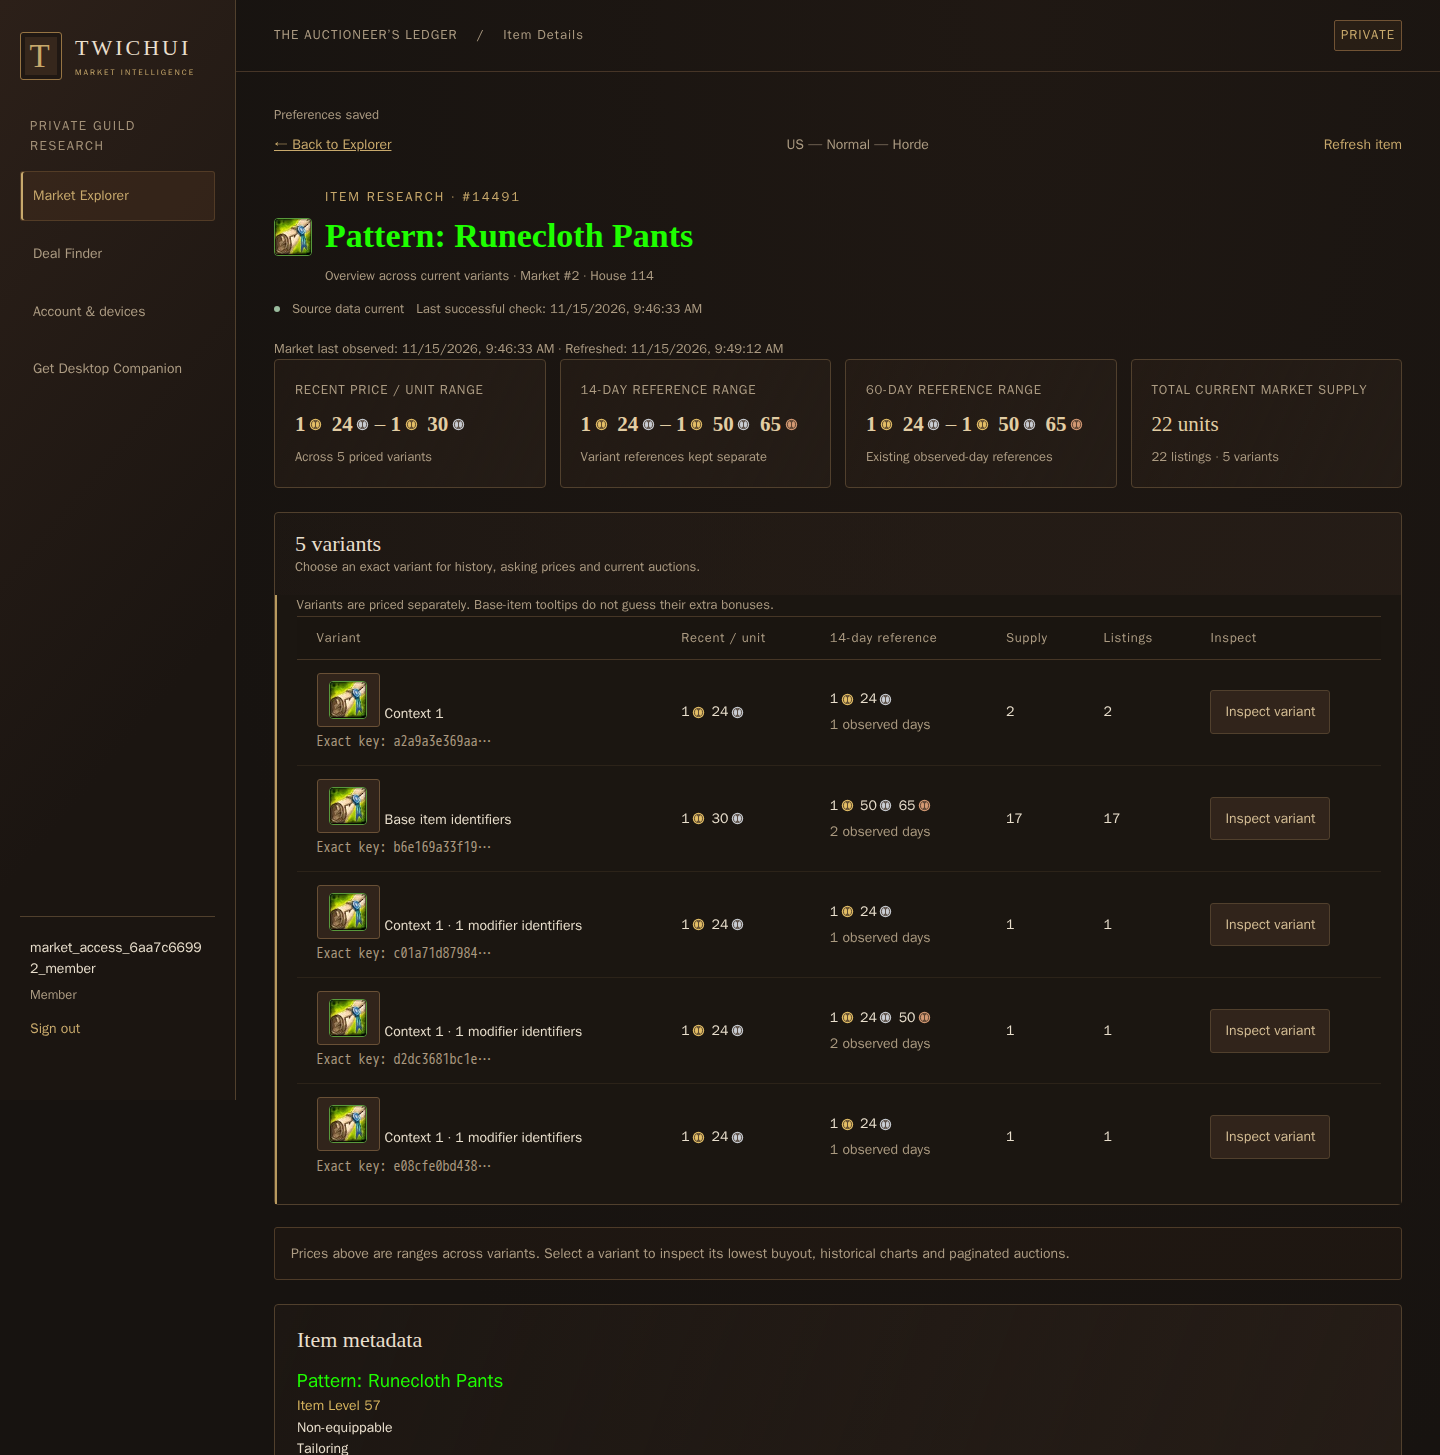 T
TWICHUI
MARKET INTELLIGENCE
PRIVATE GUILD
RESEARCH
Market Explorer
Deal Finder
Account & devices
Get Desktop Companion
market_access_6aa7c6699
2_member
Member
Sign out
THE AUCTIONEER'S LEDGER / Item Details
PRIVATE
Preferences saved
← Back to Explorer
US — Normal — Horde
Refresh item
ITEM RESEARCH · #14491
Pattern: Runecloth Pants
Overview across current variants · Market #2 · House 114
Source data current Last successful check: 11/15/2026, 9:46:33 AM
Market last observed: 11/15/2026, 9:46:33 AM · Refreshed: 11/15/2026, 9:49:12 AM
RECENT PRICE / UNIT RANGE
1 24 – 1 30
Across 5 priced variants
14-DAY REFERENCE RANGE
1 24 – 1 50 65
Variant references kept separate
60-DAY REFERENCE RANGE
1 24 – 1 50 65
Existing observed-day references
TOTAL CURRENT MARKET SUPPLY
22 units
22 listings · 5 variants
5 variants
Choose an exact variant for history, asking prices and current auctions.
Variants are priced separately. Base-item tooltips do not guess their extra bonuses.
Variant Recent / unit 14-day reference Supply Listings Inspect
Context 1 1 24 1 24 2 2 Inspect variant
1 observed days
Exact key: a2a9a3e369aa…
Base item identifiers 1 30 1 50 65 17 17 Inspect variant
2 observed days
Exact key: b6e169a33f19…
Context 1 · 1 modifier identifiers 1 24 1 24 1 1 Inspect variant
1 observed days
Exact key: c01a71d87984…
Context 1 · 1 modifier identifiers 1 24 1 24 50 1 1 Inspect variant
2 observed days
Exact key: d2dc3681bc1e…
Context 1 · 1 modifier identifiers 1 24 1 24 1 1 Inspect variant
1 observed days
Exact key: e08cfe0bd438…
Prices above are ranges across variants. Select a variant to inspect its lowest buyout, historical charts and paginated auctions.
Item metadata
Pattern: Runecloth Pants
Item Level 57
Non-equippable
Tailoring